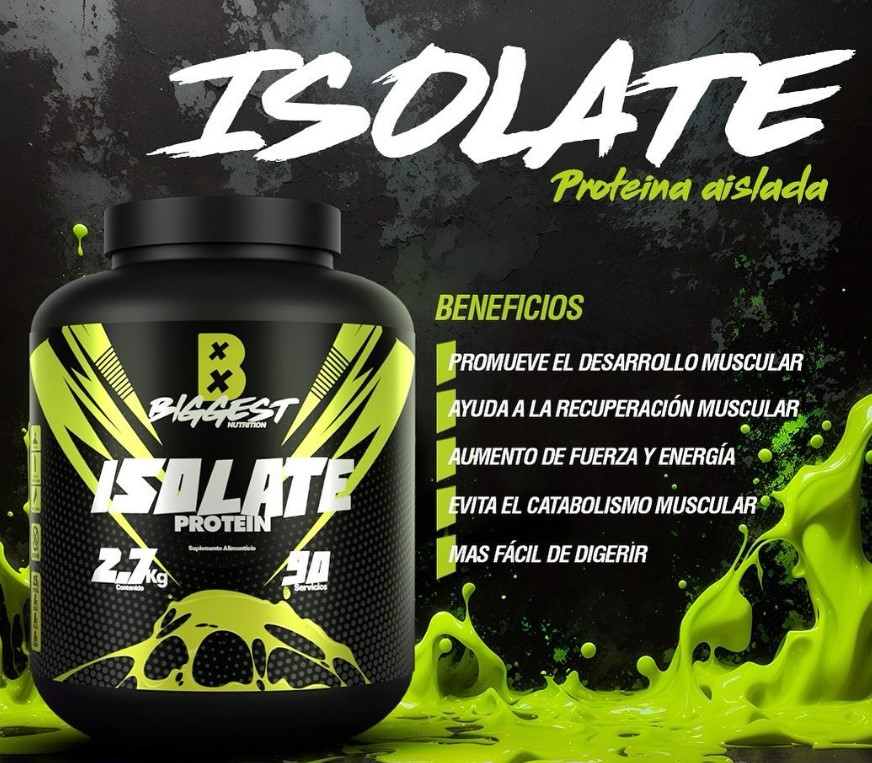 ISOLATE
Proteina aislada
BENEFICIOS
PROMUEVE EL DESARROLLO MUSCULAR
AYUDA A LA RECUPERACIÓN MUSCULAR
AUMENTO DE FUERZA Y ENERGÍA
EVITA EL CATABOLISMO MUSCULAR
MAS FÁCIL DE DIGERIR
B
BIGGEST
NUTRITION
ISOLATE
PROTEIN
Suplemento Alimenticio
2.7Kg
Contenido
90
Servicios